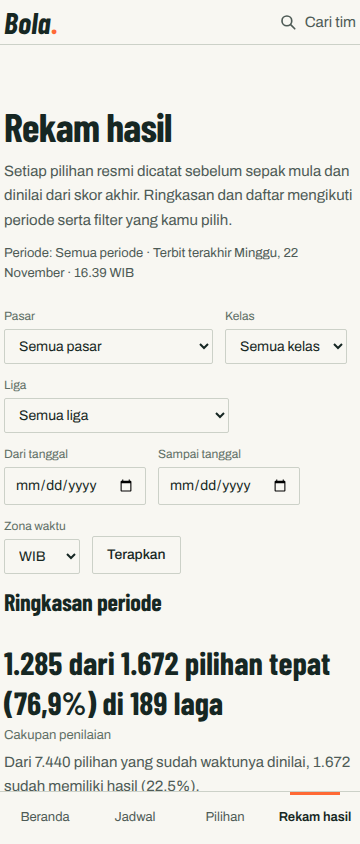 Bola.
Cari tim
Rekam hasil
Setiap pilihan resmi dicatat sebelum sepak mula dan
dinilai dari skor akhir. Ringkasan dan daftar mengikuti
periode serta filter yang kamu pilih.
Periode: Semua periode · Terbit terakhir Minggu, 22
November · 16.39 WIB
Pasar
Kelas
Semua pasar
Semua kelas
Liga
Semua liga
Dari tanggal
Sampai tanggal
mm/dd/yyyy
mm/dd/yyyy
Zona waktu
WIB
Terapkan
Ringkasan periode
1.285 dari 1.672 pilihan tepat
(76,9%) di 189 laga
Cakupan penilaian
Dari 7.440 pilihan yang sudah waktunya dinilai, 1.672
sudah memiliki hasil (22,5%).
Beranda
Jadwal
Pilihan
Rekam hasil